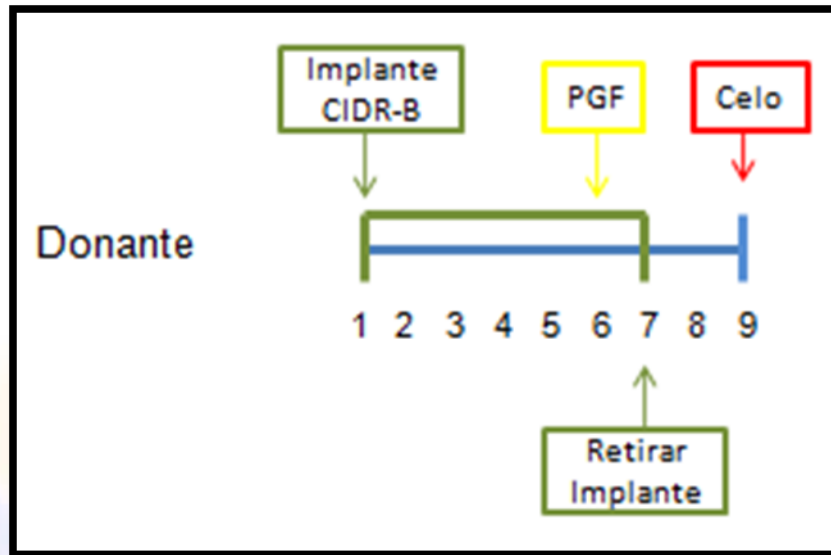 Implante
CIDR-B
PGF
Celo
Donante
1 2 3 4 5 6 7 8 9
Retirar
Implante